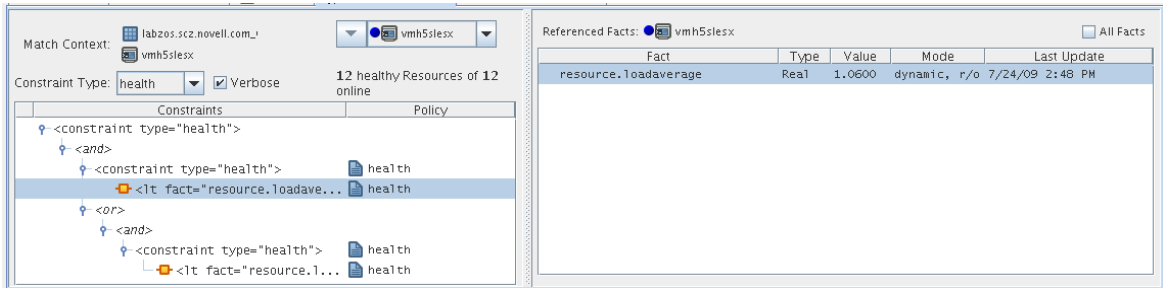 Match Context: labzos.scz.novell.com_
vmh5slesx
vmh5slesx
Constraint Type: health Verbose
12 healthy Resources of 12 online
Constraints Policy
<constraint type="health">
<and>
<constraint type="health"> health
<lt fact="resource.loadave... health
<or>
<and>
<constraint type="health"> health
<lt fact="resource.l... health
Referenced Facts: vmh5slesx All Facts
Fact Type Value Mode Last Update
resource.loadaverage Real 1.0600 dynamic, r/o 7/24/09 2:48 PM